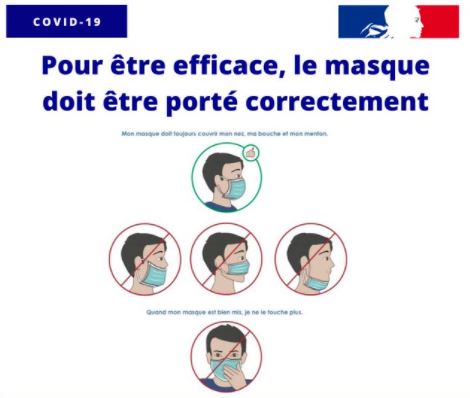 COVID-19
Pour être efficace, le masque
doit être porté correctement
Mon masque doit toujours couvrir mon nez, ma bouche et mon menton.
Quand mon masque est bien mis, je ne le touche plus.